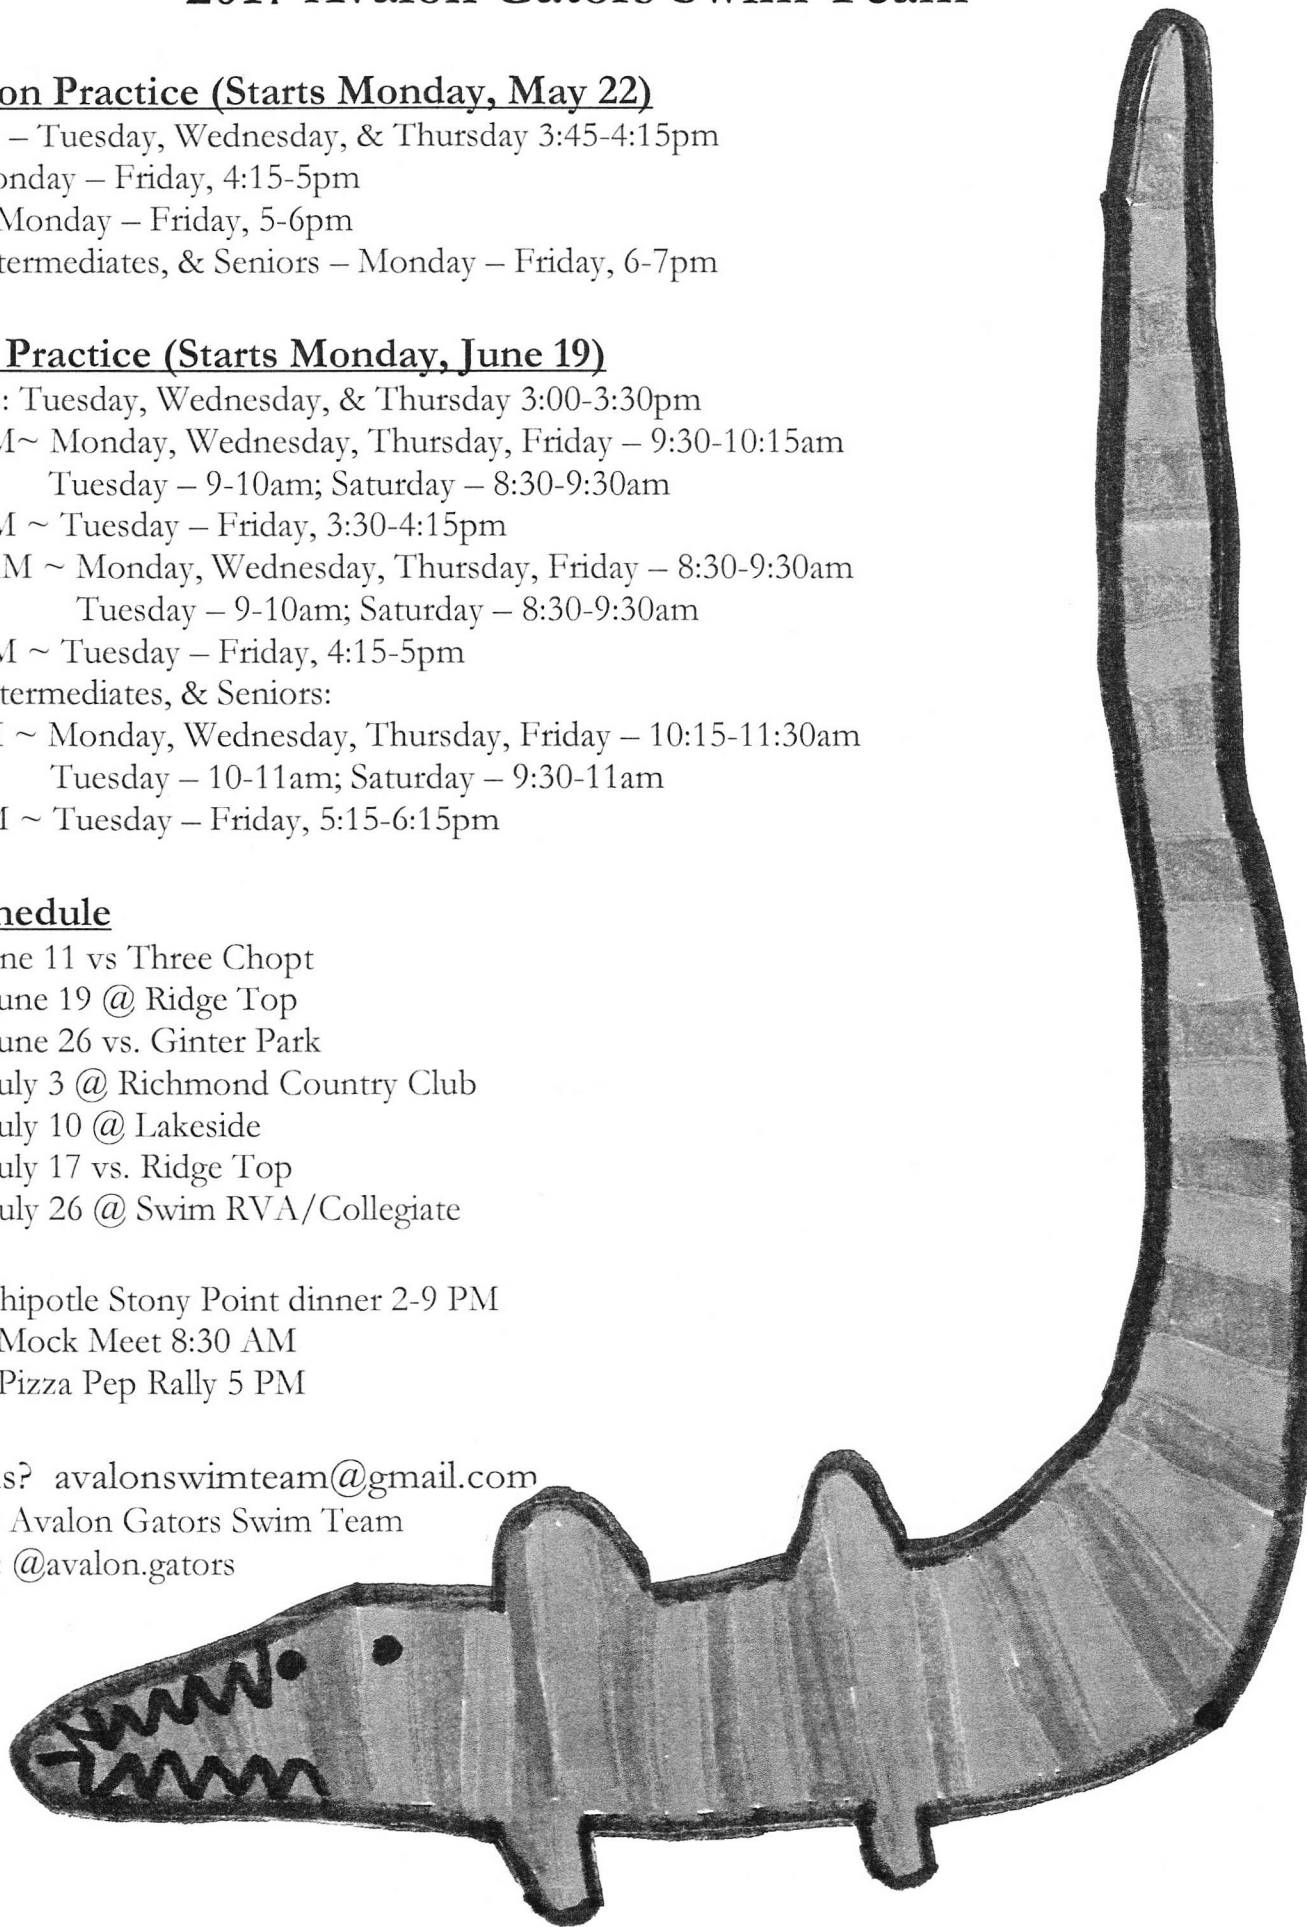 2017 Avalon Gators Swim Team
on Practice (Starts Monday, May 22)
– Tuesday, Wednesday, & Thursday 3:45-4:15pm
onday – Friday, 4:15-5pm
Monday – Friday, 5-6pm
termediates, & Seniors – Monday – Friday, 6-7pm
Practice (Starts Monday, June 19)
: Tuesday, Wednesday, & Thursday 3:00-3:30pm
M~ Monday, Wednesday, Thursday, Friday – 9:30-10:15am
Tuesday – 9-10am; Saturday – 8:30-9:30am
M ~ Tuesday – Friday, 3:30-4:15pm
M ~ Monday, Wednesday, Thursday, Friday – 8:30-9:30am
Tuesday – 9-10am; Saturday – 8:30-9:30am
M ~ Tuesday – Friday, 4:15-5pm
termediates, & Seniors:
~ Monday, Wednesday, Thursday, Friday – 10:15-11:30am
Tuesday – 10-11am; Saturday – 9:30-11am
~ Tuesday – Friday, 5:15-6:15pm
hedule
ne 11 vs Three Chopt
une 19 @ Ridge Top
une 26 vs. Ginter Park
uly 3 @ Richmond Country Club
uly 10 @ Lakeside
uly 17 vs. Ridge Top
uly 26 @ Swim RVA/Collegiate
hipotle Stony Point dinner 2-9 PM
Mock Meet 8:30 AM
Pizza Pep Rally 5 PM
s? avalonswimteam@gmail.com
Avalon Gators Swim Team
: @avalon.gators